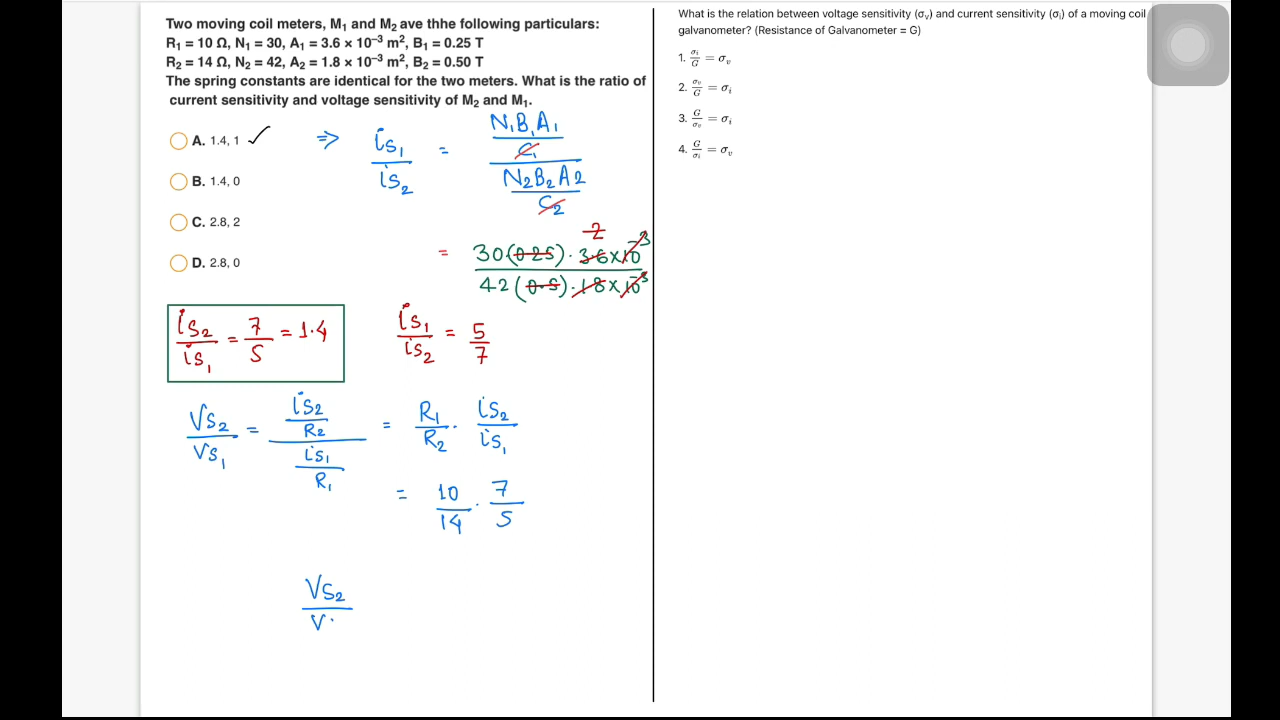 Two moving coil meters, M₁ and M₂ ave thhe following particulars:
R₁ = 10 Ω, N₁ = 30, A₁ = 3.6 × 10⁻³ m², B₁ = 0.25 T
R₂ = 14 Ω, N₂ = 42, A₂ = 1.8 × 10⁻³ m², B₂ = 0.50 T
The spring constants are identical for the two meters. What is the ratio of
current sensitivity and voltage sensitivity of M₂ and M₁.
A. 1.4, 1 ✓
B. 1.4, 0
C. 2.8, 2
D. 2.8, 0
⇒ is₁/is₂ = (N₁B₁A₁/C₁)/(N₂B₂A₂/C₂)
2
= 30(0.25)·3.6×10⁻³ / 42(0.5)·1.8×10⁻³
is₂/is₁ = 7/5 = 1.4
is₁/is₂ = 5/7
Vs₂/Vs₁ = (is₂/R₂)/(is₁/R₁) = R₁/R₂ · is₂/is₁
= 10/14 · 7/5
Vs₂/V
What is the relation between voltage sensitivity (σᵥ) and current sensitivity (σᵢ) of a moving coil
galvanometer? (Resistance of Galvanometer = G)
1. σᵢ/G = σᵥ
2. σᵥ/G = σᵢ
3. G/σᵥ = σᵢ
4. G/σᵢ = σᵥ